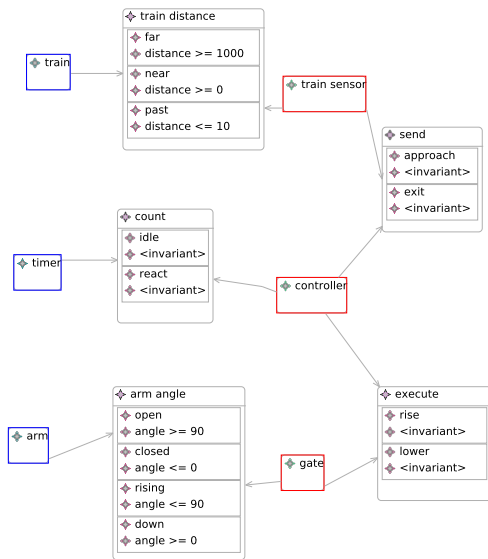 train distance
far
distance >= 1000
near
distance >= 0
past
distance <= 10
train
train sensor
send
approach
<invariant>
exit
<invariant>
count
idle
<invariant>
react
<invariant>
timer
controller
arm angle
open
angle >= 90
closed
angle <= 0
rising
angle <= 90
down
angle >= 0
arm
gate
execute
rise
<invariant>
lower
<invariant>